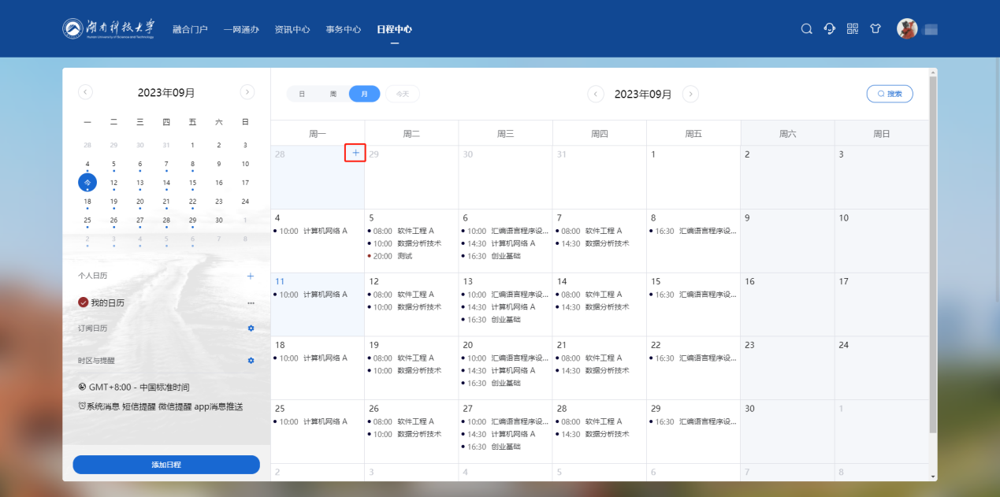 湖南科技大学 融合门户 一网通办 资讯中心 事务中心 日程中心
Hunan University of Science and Technology
2023年09月
一 二 三 四 五 六 日
28 29 30 31 1 2 3
4 5 6 7 8 9 10
今 12 13 14 15 16 17
18 19 20 21 22 23 24
25 26 27 28 29 30 1
2 3 4 5 6 7 8
个人日历 +
我的日历 ...
订阅日历
时区与提醒
GMT+8:00 - 中国标准时间
系统消息 短信提醒 微信提醒 app消息推送
添加日程
日 周 月 今天 2023年09月 搜索
周一 周二 周三 周四 周五 周六 周日
28 + 29 30 31 1 2 3
4 5 6 7 8 9 10
10:00 计算机网络 A 08:00 软件工程 A 10:00 汇编语言程序设... 08:00 软件工程 A 16:30 汇编语言程序设...
10:00 数据分析技术 14:30 计算机网络 A 14:30 数据分析技术
20:00 测试 16:30 创业基础
11 12 13 14 15 16 17
10:00 计算机网络 A 08:00 软件工程 A 10:00 汇编语言程序设... 08:00 软件工程 A 16:30 汇编语言程序设...
10:00 数据分析技术 14:30 计算机网络 A 14:30 数据分析技术
16:30 创业基础
18 19 20 21 22 23 24
10:00 计算机网络 A 08:00 软件工程 A 10:00 汇编语言程序设... 08:00 软件工程 A 16:30 汇编语言程序设...
10:00 数据分析技术 14:30 计算机网络 A 14:30 数据分析技术
16:30 创业基础
25 26 27 28 29 30 1
10:00 计算机网络 A 08:00 软件工程 A 10:00 汇编语言程序设... 08:00 软件工程 A 16:30 汇编语言程序设...
10:00 数据分析技术 14:30 计算机网络 A 14:30 数据分析技术
16:30 创业基础
2 3 4 5 6 7 8